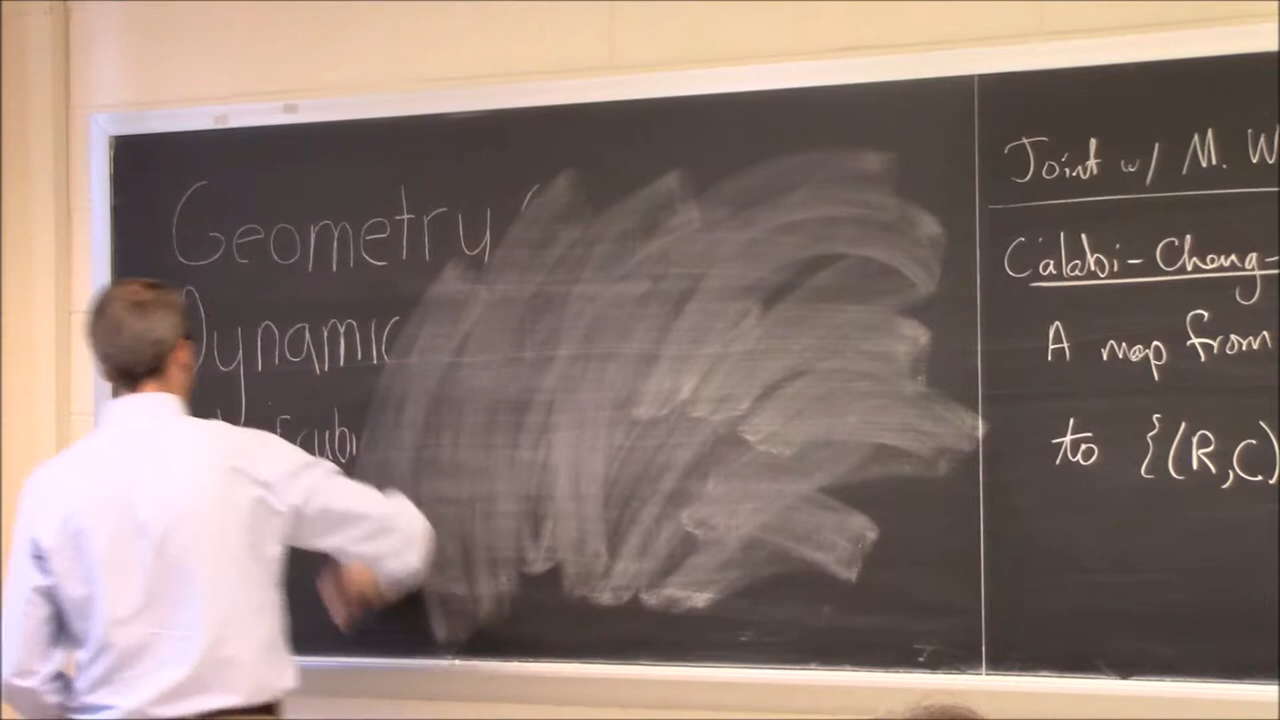 Geometry
Dynamic
Joint w/ M. W
Calabi-Cheng-
A map from
to {(R,C)